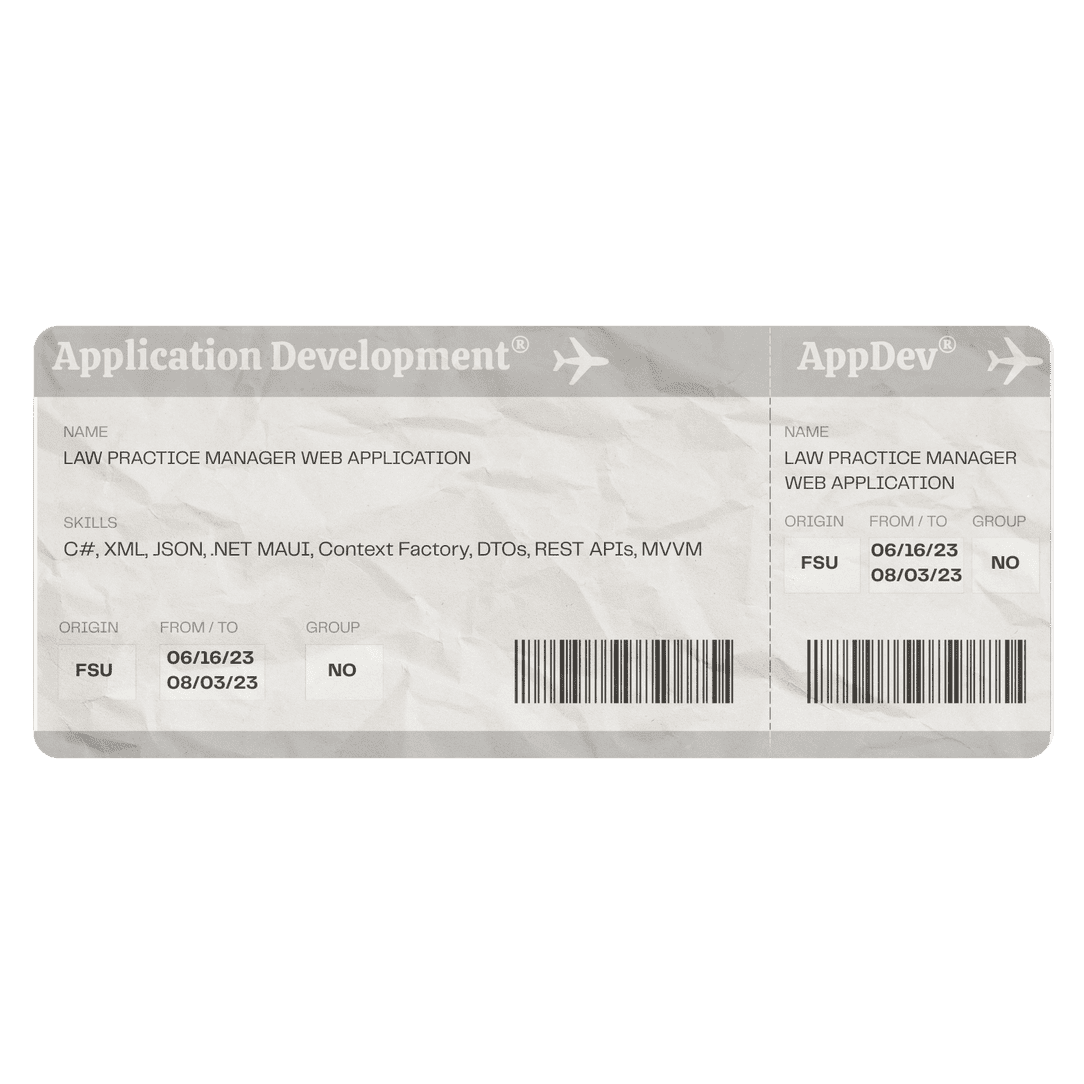 Application Development®
NAME
LAW PRACTICE MANAGER WEB APPLICATION
SKILLS
C#, XML, JSON, .NET MAUI, Context Factory, DTOs, REST APIs, MVVM
ORIGIN FROM / TO GROUP
FSU 06/16/23 NO
08/03/23
AppDev®
NAME
LAW PRACTICE MANAGER
WEB APPLICATION
ORIGIN FROM / TO GROUP
FSU 06/16/23 NO
08/03/23